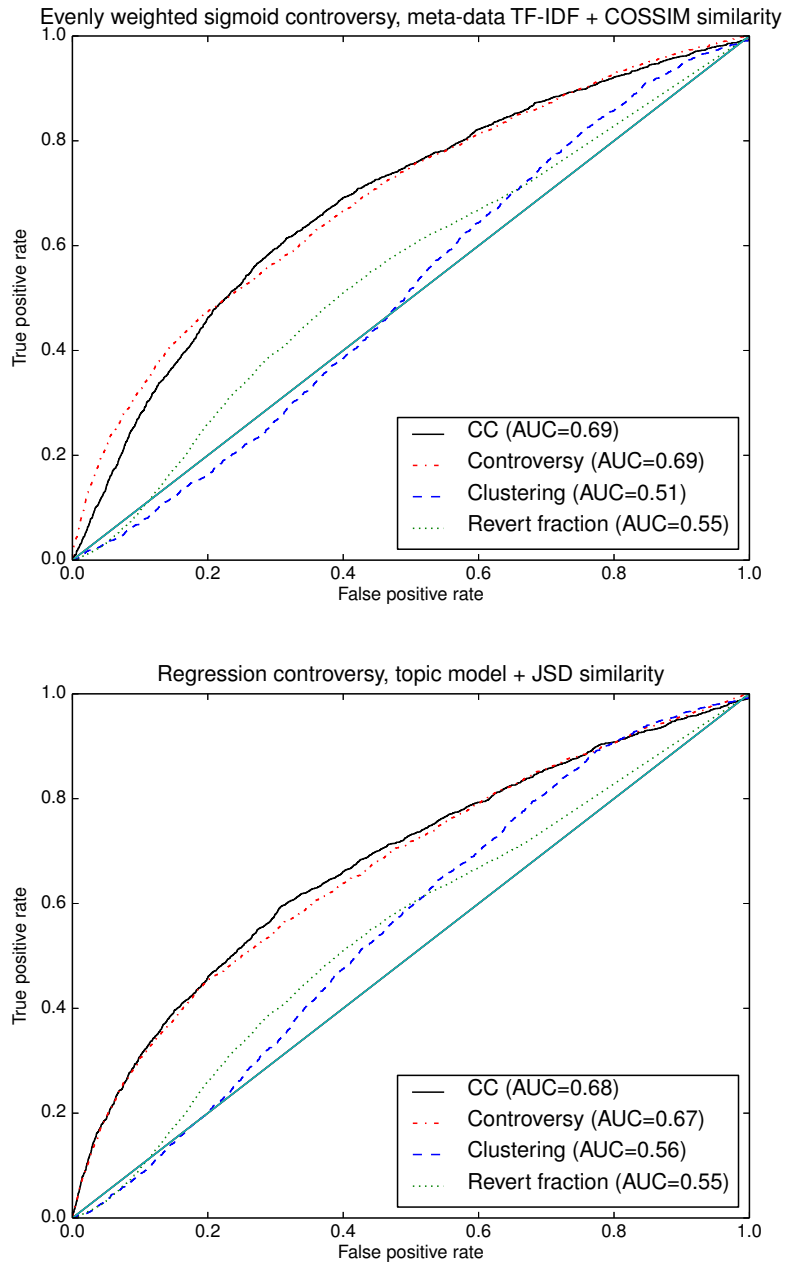 Evenly weighted sigmoid controversy, meta-data TF-IDF + COSSIM similarity
1.0
0.8
0.6
0.4
0.2
0.0
True positive rate
CC (AUC=0.69)
Controversy (AUC=0.69)
Clustering (AUC=0.51)
Revert fraction (AUC=0.55)
0.0 0.2 0.4 0.6 0.8 1.0
False positive rate
Regression controversy, topic model + JSD similarity
1.0
0.8
0.6
0.4
0.2
0.0
True positive rate
CC (AUC=0.68)
Controversy (AUC=0.67)
Clustering (AUC=0.56)
Revert fraction (AUC=0.55)
0.0 0.2 0.4 0.6 0.8 1.0
False positive rate